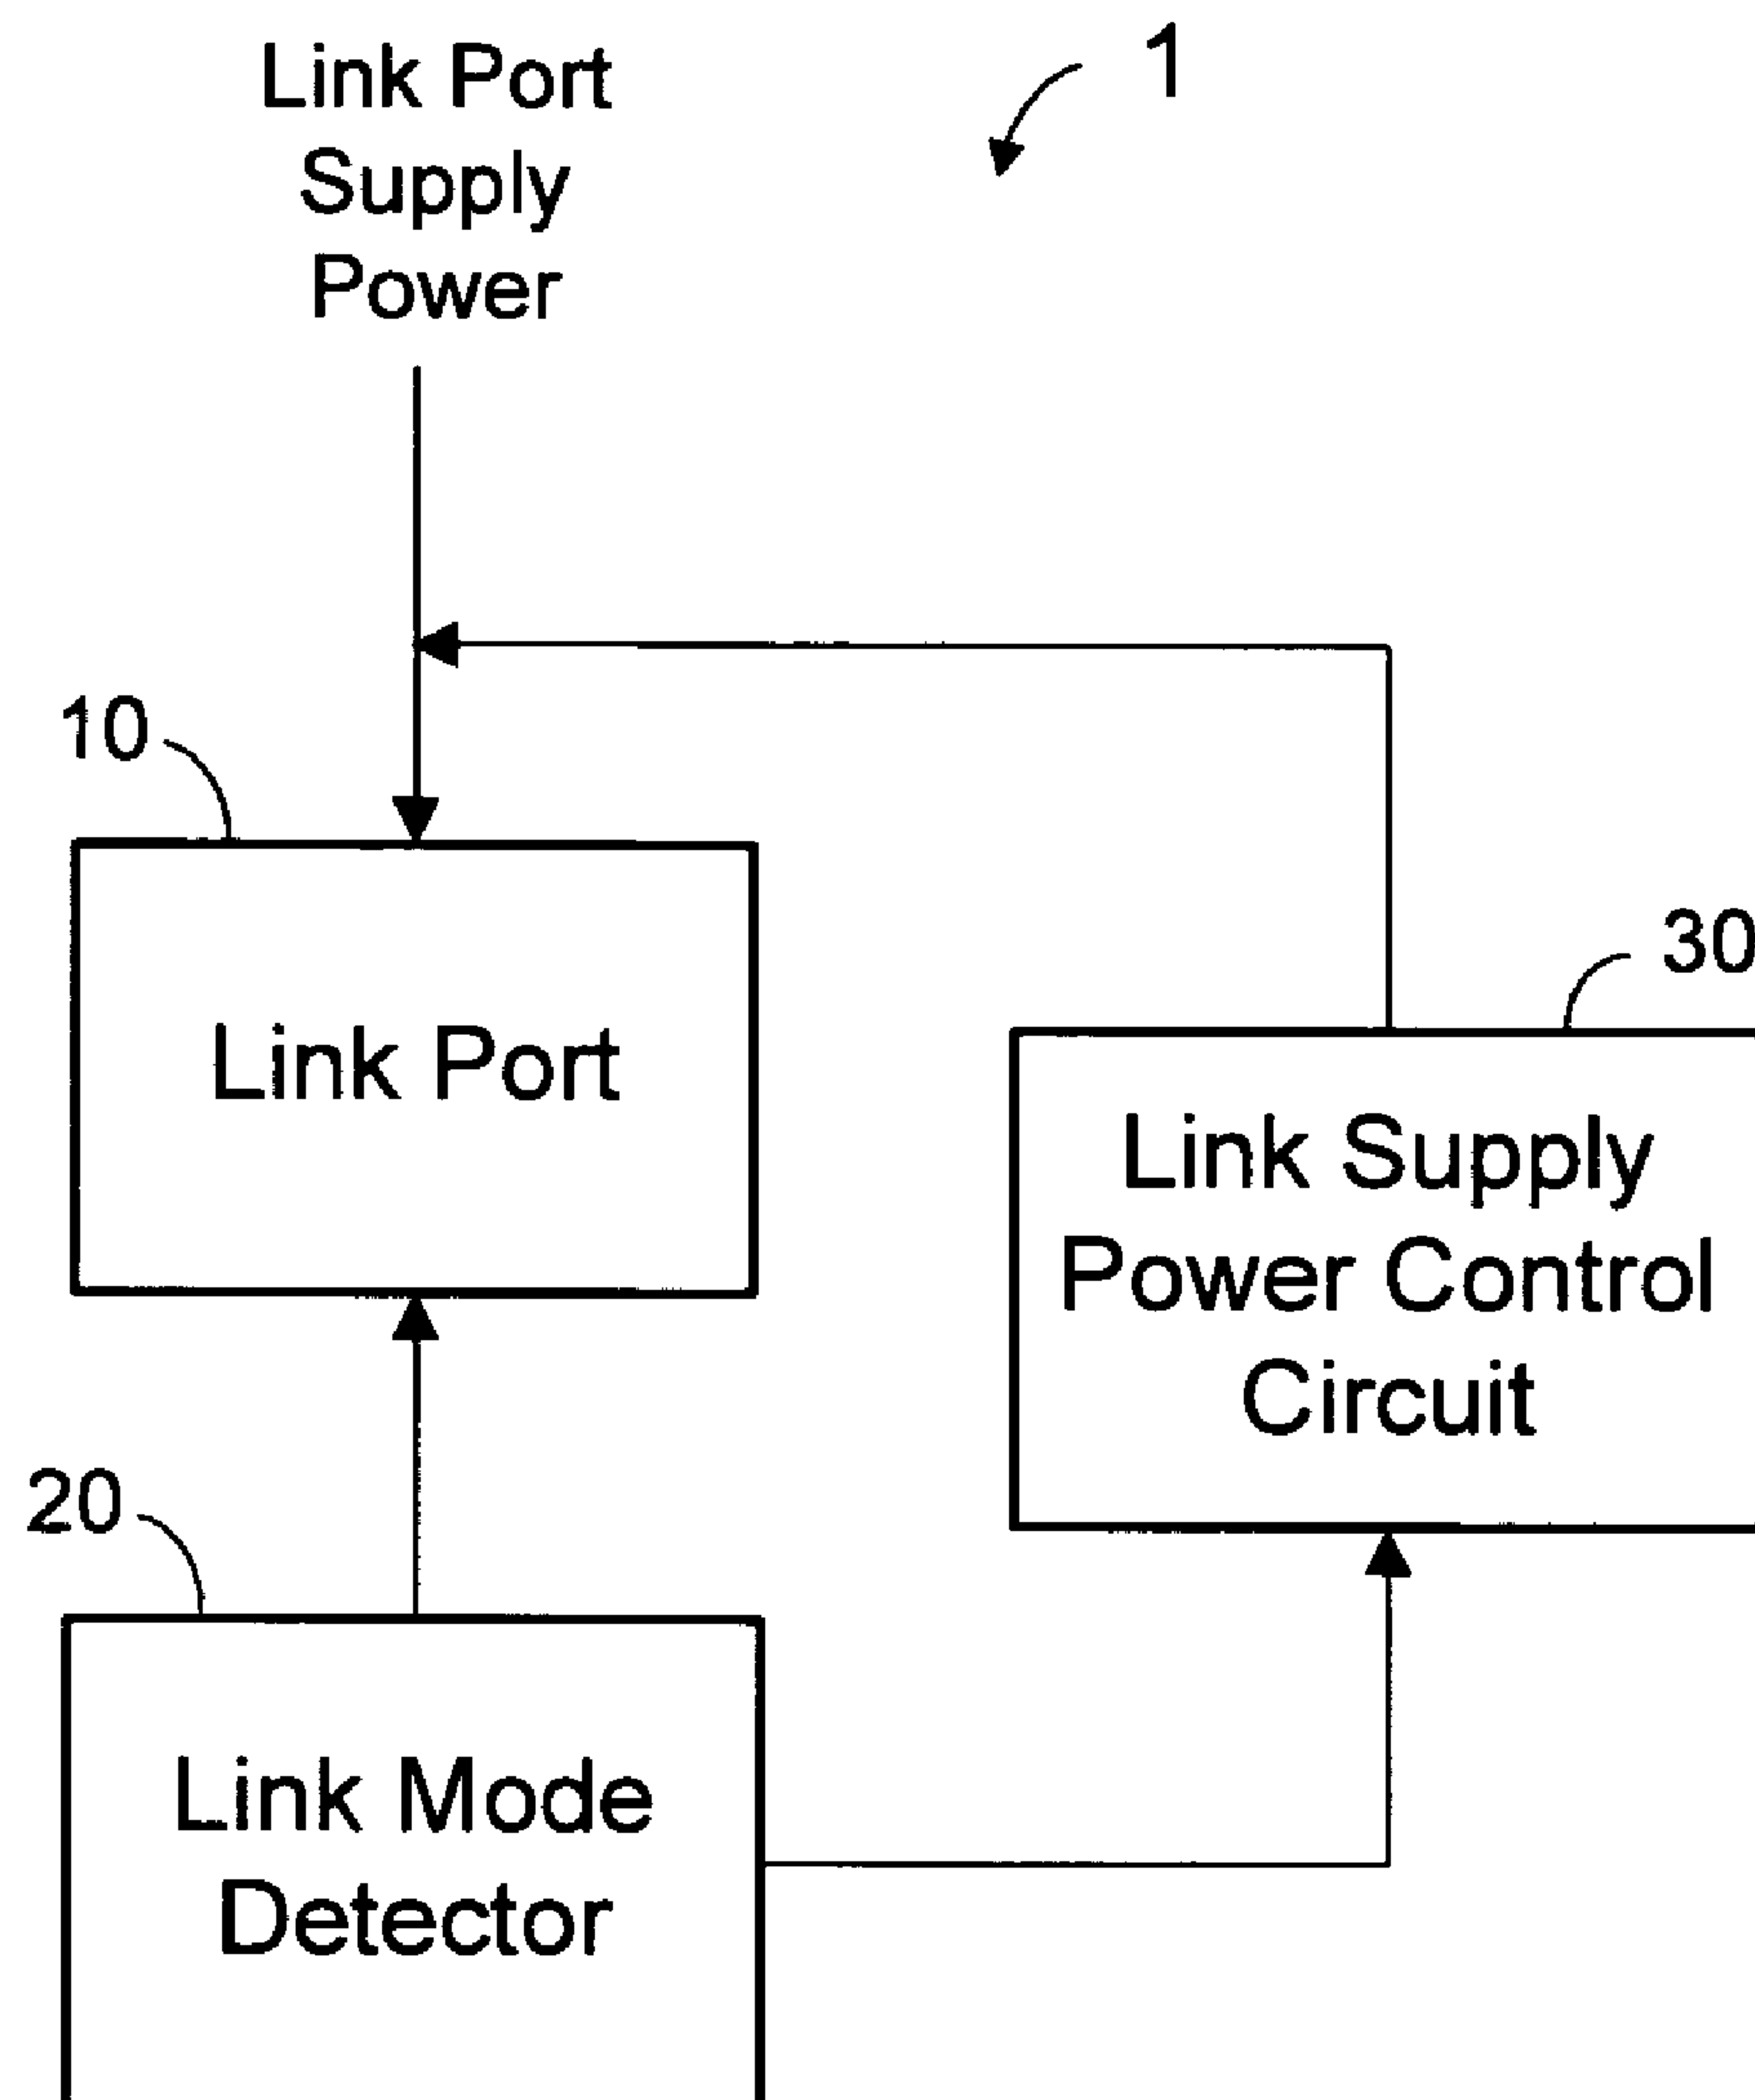 Link Port
Supply
Power
1
10
Link Port
30
Link Supply
Power Control
Circuit
20
Link Mode
Detector